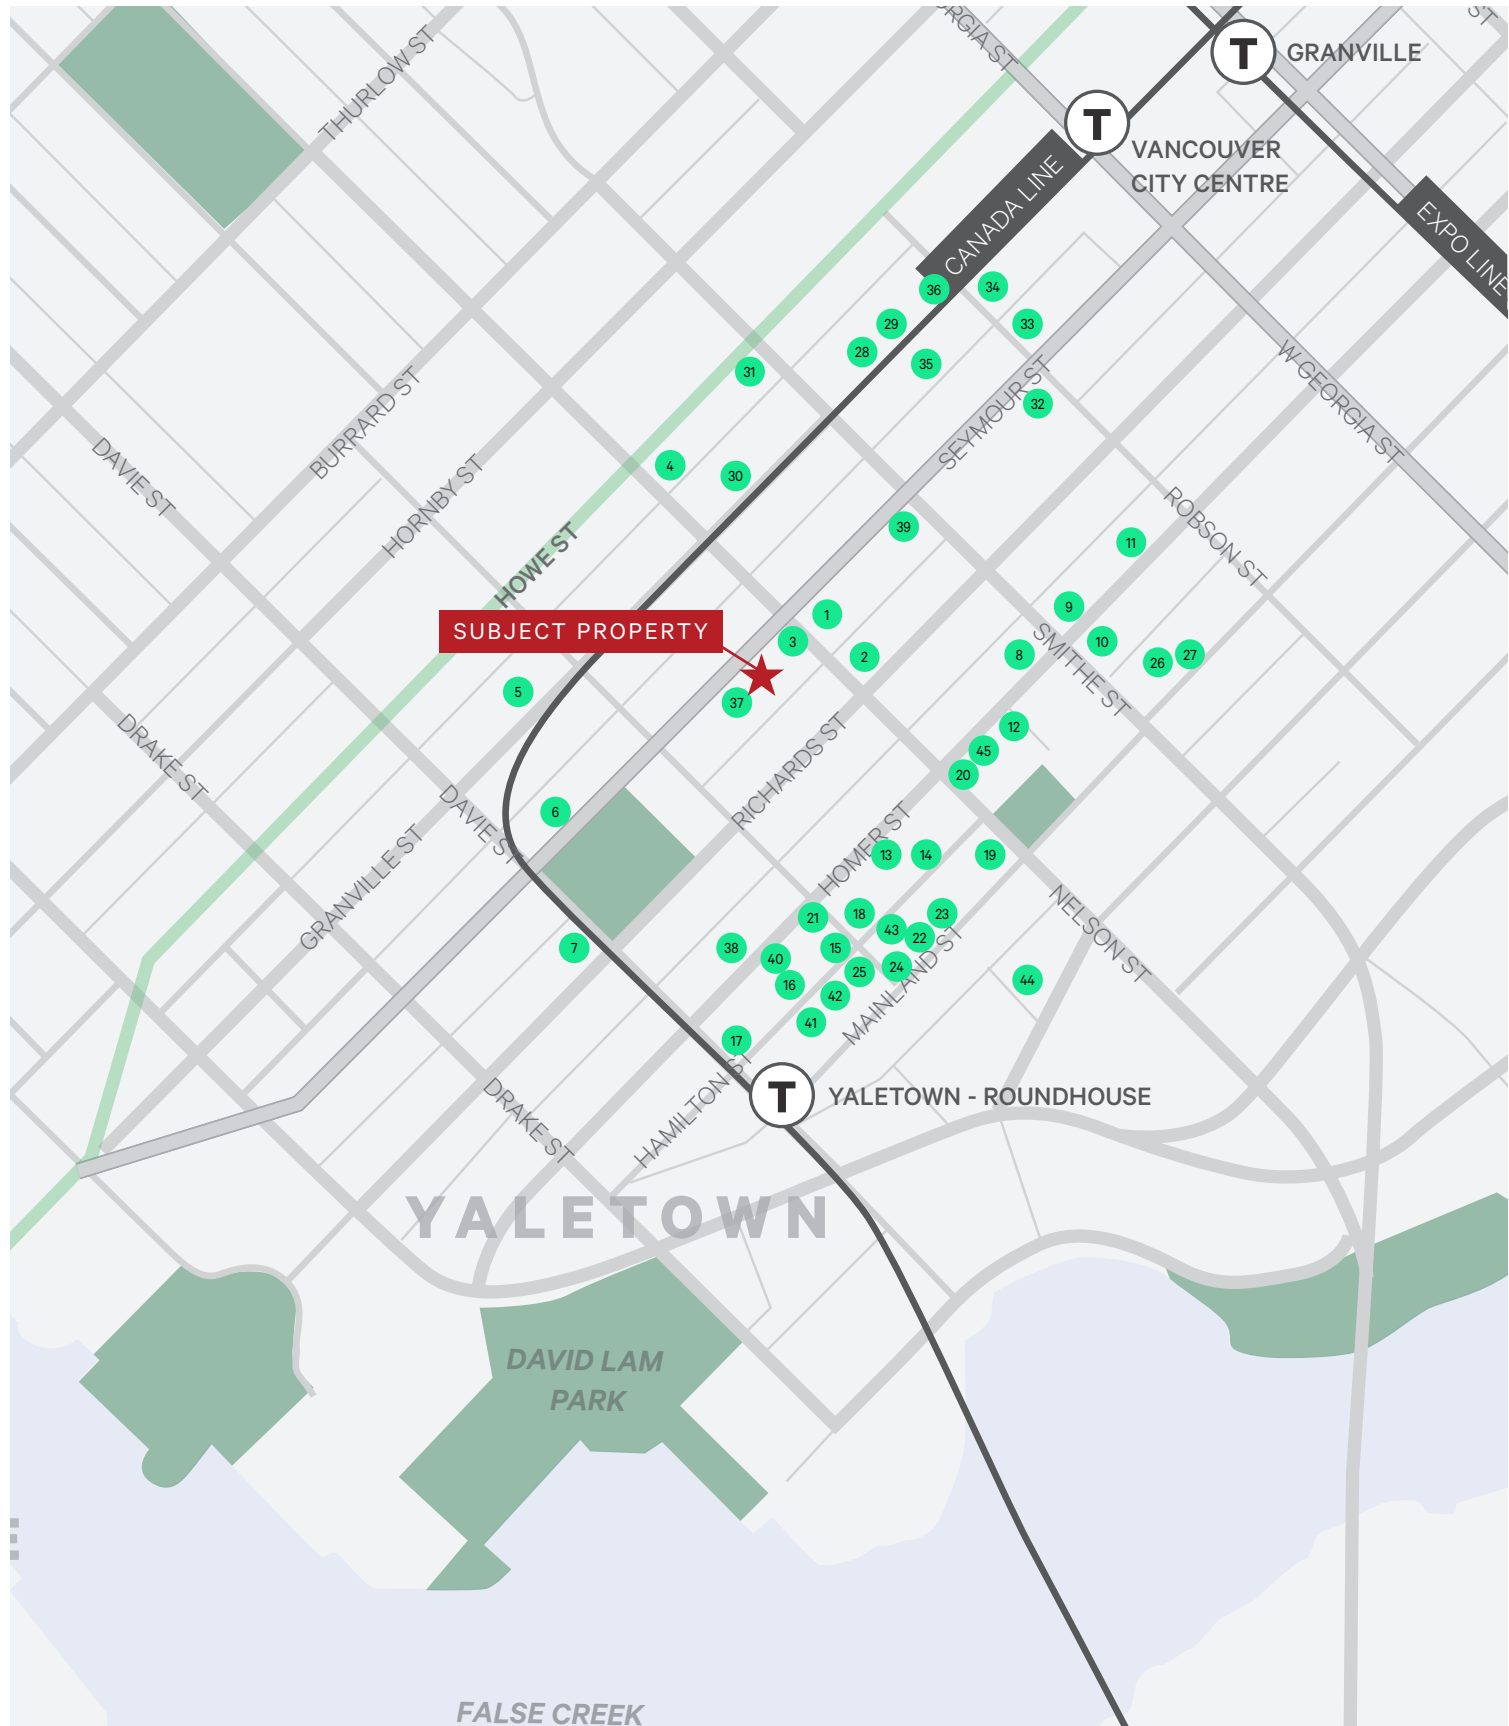 ST
RGIA ST
T
GRANVILLE
THURLOW ST
T
VANCOUVER
CITY CENTRE
CANADA LINE
EXPO LINE
36
34
29
33
28
35
31
SEYMOUR ST
32
W GEORGIA ST
BURRARD ST
DAVIE ST
HORNBY ST
4
30
ROBSON ST
39
11
HOWE ST
SUBJECT PROPERTY
1
3
2
9
10
SMITHE ST
8
26
27
5
37
12
45
20
DRAKE ST
RICHARDS ST
DAVIE ST
6
HOMER ST
13
14
19
GRANVILLE ST
NELSON ST
21
18
43
22
23
7
38
40
15
25
24
MAINLAND ST
16
42
44
41
17
T
YALETOWN - ROUNDHOUSE
HAMILTON ST
DRAKE ST
YALETOWN
DAVID LAM
PARK
E
FALSE CREEK